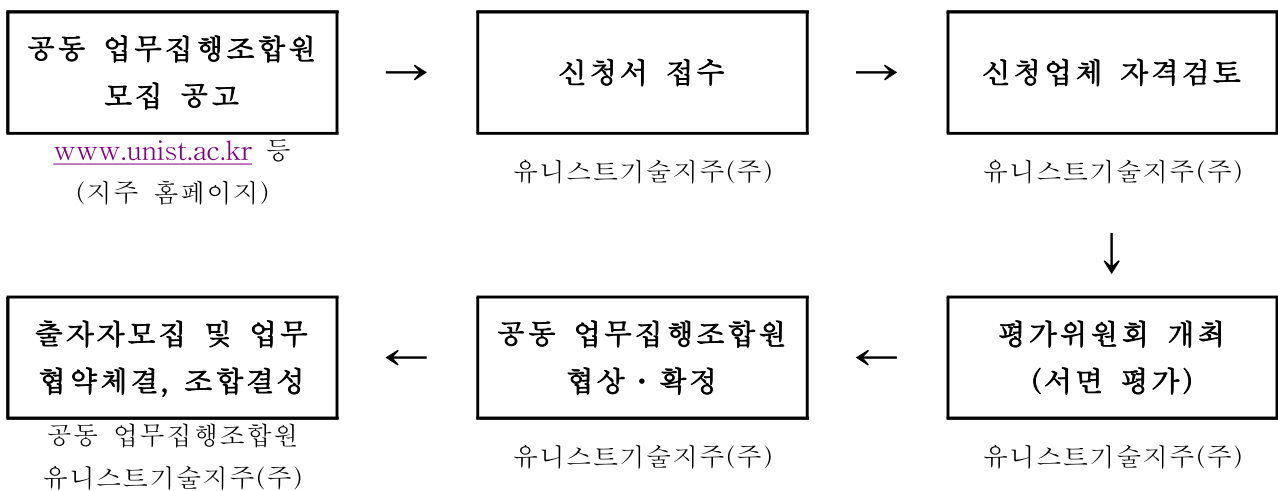 공동 업무집행조합원
모집 공고
www.unist.ac.kr 등
(지주 홈페이지)
→
신청서 접수
유니스트기술지주(주)
→
신청업체 자격검토
유니스트기술지주(주)
↓
평가위원회 개최
(서면 평가)
유니스트기술지주(주)
←
공동 업무집행조합원
협상·확정
유니스트기술지주(주)
←
출자자모집 및 업무
협약체결, 조합결성
공동 업무집행조합원
유니스트기술지주(주)